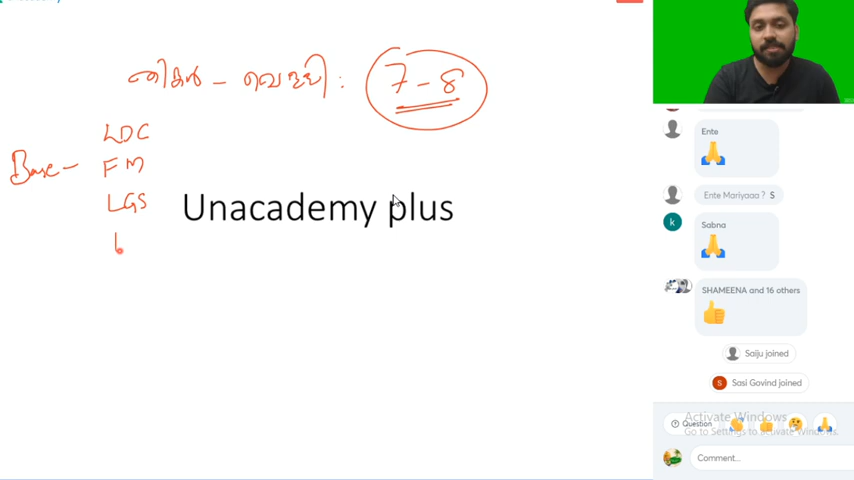 തിങ്കൾ - വെള്ളി : 7 - 8
Base - LDC
FM
LGS
L
Unacademy plus
Ente
Ente Mariyaaa ? S
k
Sabna
SHAMEENA and 16 others
Saiju joined
S
Sasi Govind joined
Activate Windows
Go to Settings to activate Windows.
Question
Comment...